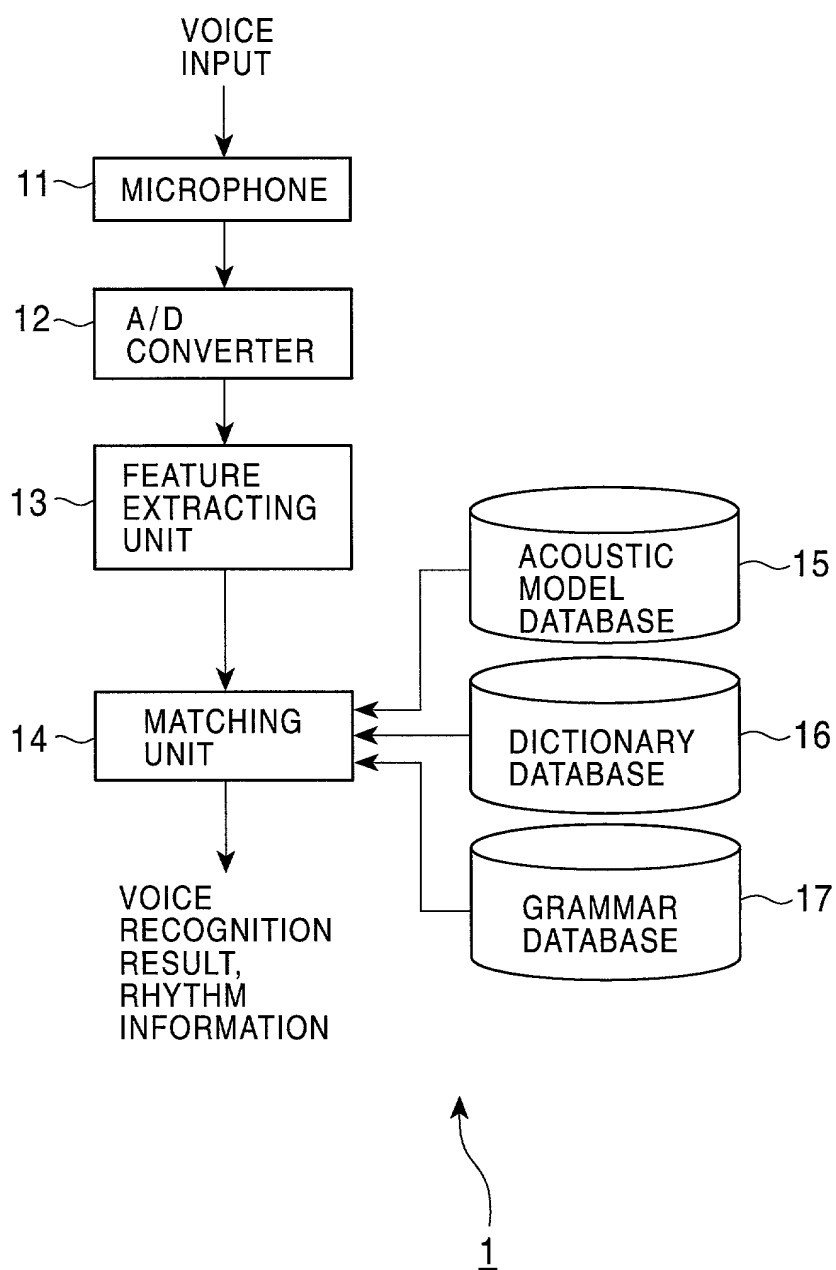 VOICE
INPUT
11
MICROPHONE
12
A/D
CONVERTER
13
FEATURE
EXTRACTING
UNIT
ACOUSTIC
MODEL
DATABASE
15
14
MATCHING
UNIT
DICTIONARY
DATABASE
16
GRAMMAR
DATABASE
17
VOICE
RECOGNITION
RESULT,
RHYTHM
INFORMATION
1